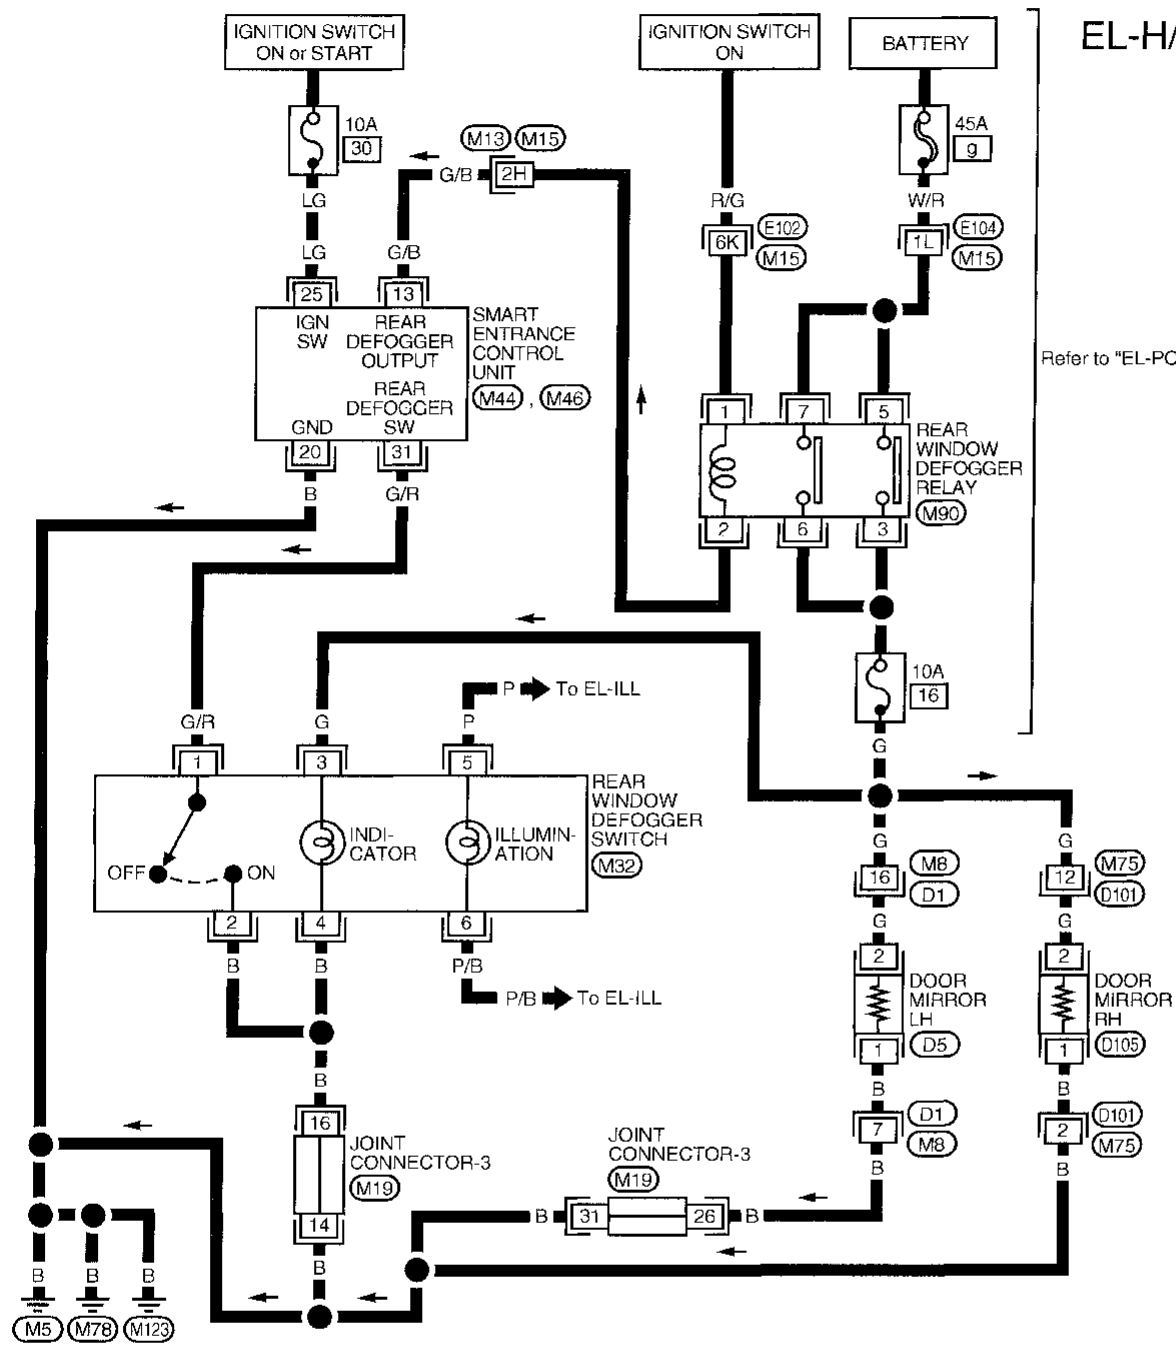 IGNITION SWITCH
ON or START
IGNITION SWITCH
ON
BATTERY
EL-H/
10A
30
45A
9
M13 M15
G/B
2H
LG
R/G
W/R
6K
E102
M15
1L
E104
M15
LG
G/B
25
13
IGN
SW
REAR
DEFOGGER
OUTPUT
REAR
DEFOGGER
SW
GND
SMART
ENTRANCE
CONTROL
UNIT
M44 , M46
Refer to "EL-PO
20
31
B
G/R
1
7
5
REAR
WINDOW
DEFOGGER
RELAY
M90
2
6
3
10A
16
G
P
To EL-ILL
G/R
G
P
1
3
5
REAR
WINDOW
DEFOGGER
SWITCH
M32
OFF
ON
INDI-
CATOR
ILLUMIN-
ATION
2
4
6
B
B
P/B
P/B
To EL-ILL
G
16
M8
D1
G
12
M75
D101
G
G
2
2
DOOR
MIRROR
LH
D5
DOOR
MIRROR
RH
D105
1
1
B
B
7
D1
M8
2
D101
M75
B
B
B
16
JOINT
CONNECTOR-3
M19
14
JOINT
CONNECTOR-3
M19
B
31
26
B
B
B
B
B
M5
M78
M123